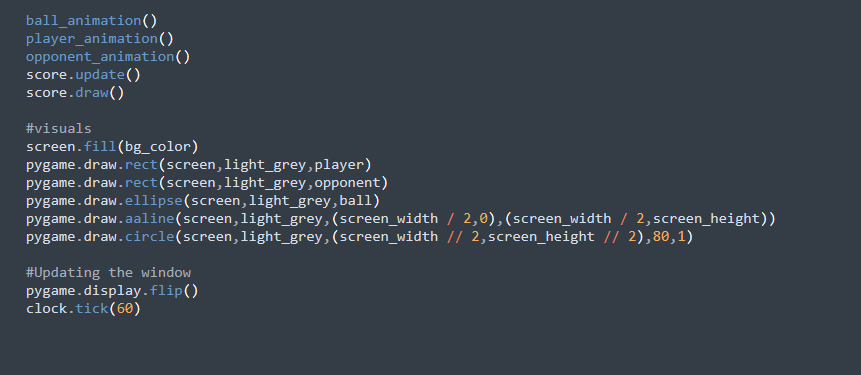 ball_animation()
player_animation()
opponent_animation()
score.update()
score.draw()
#visuals
screen.fill(bg_color)
pygame.draw.rect(screen,light_grey,player)
pygame.draw.rect(screen,light_grey,opponent)
pygame.draw.ellipse(screen,light_grey,ball)
pygame.draw.aaline(screen,light_grey,(screen_width / 2,0),(screen_width / 2,screen_height))
pygame.draw.circle(screen,light_grey,(screen_width // 2,screen_height // 2),80,1)
#Updating the window
pygame.display.flip()
clock.tick(60)